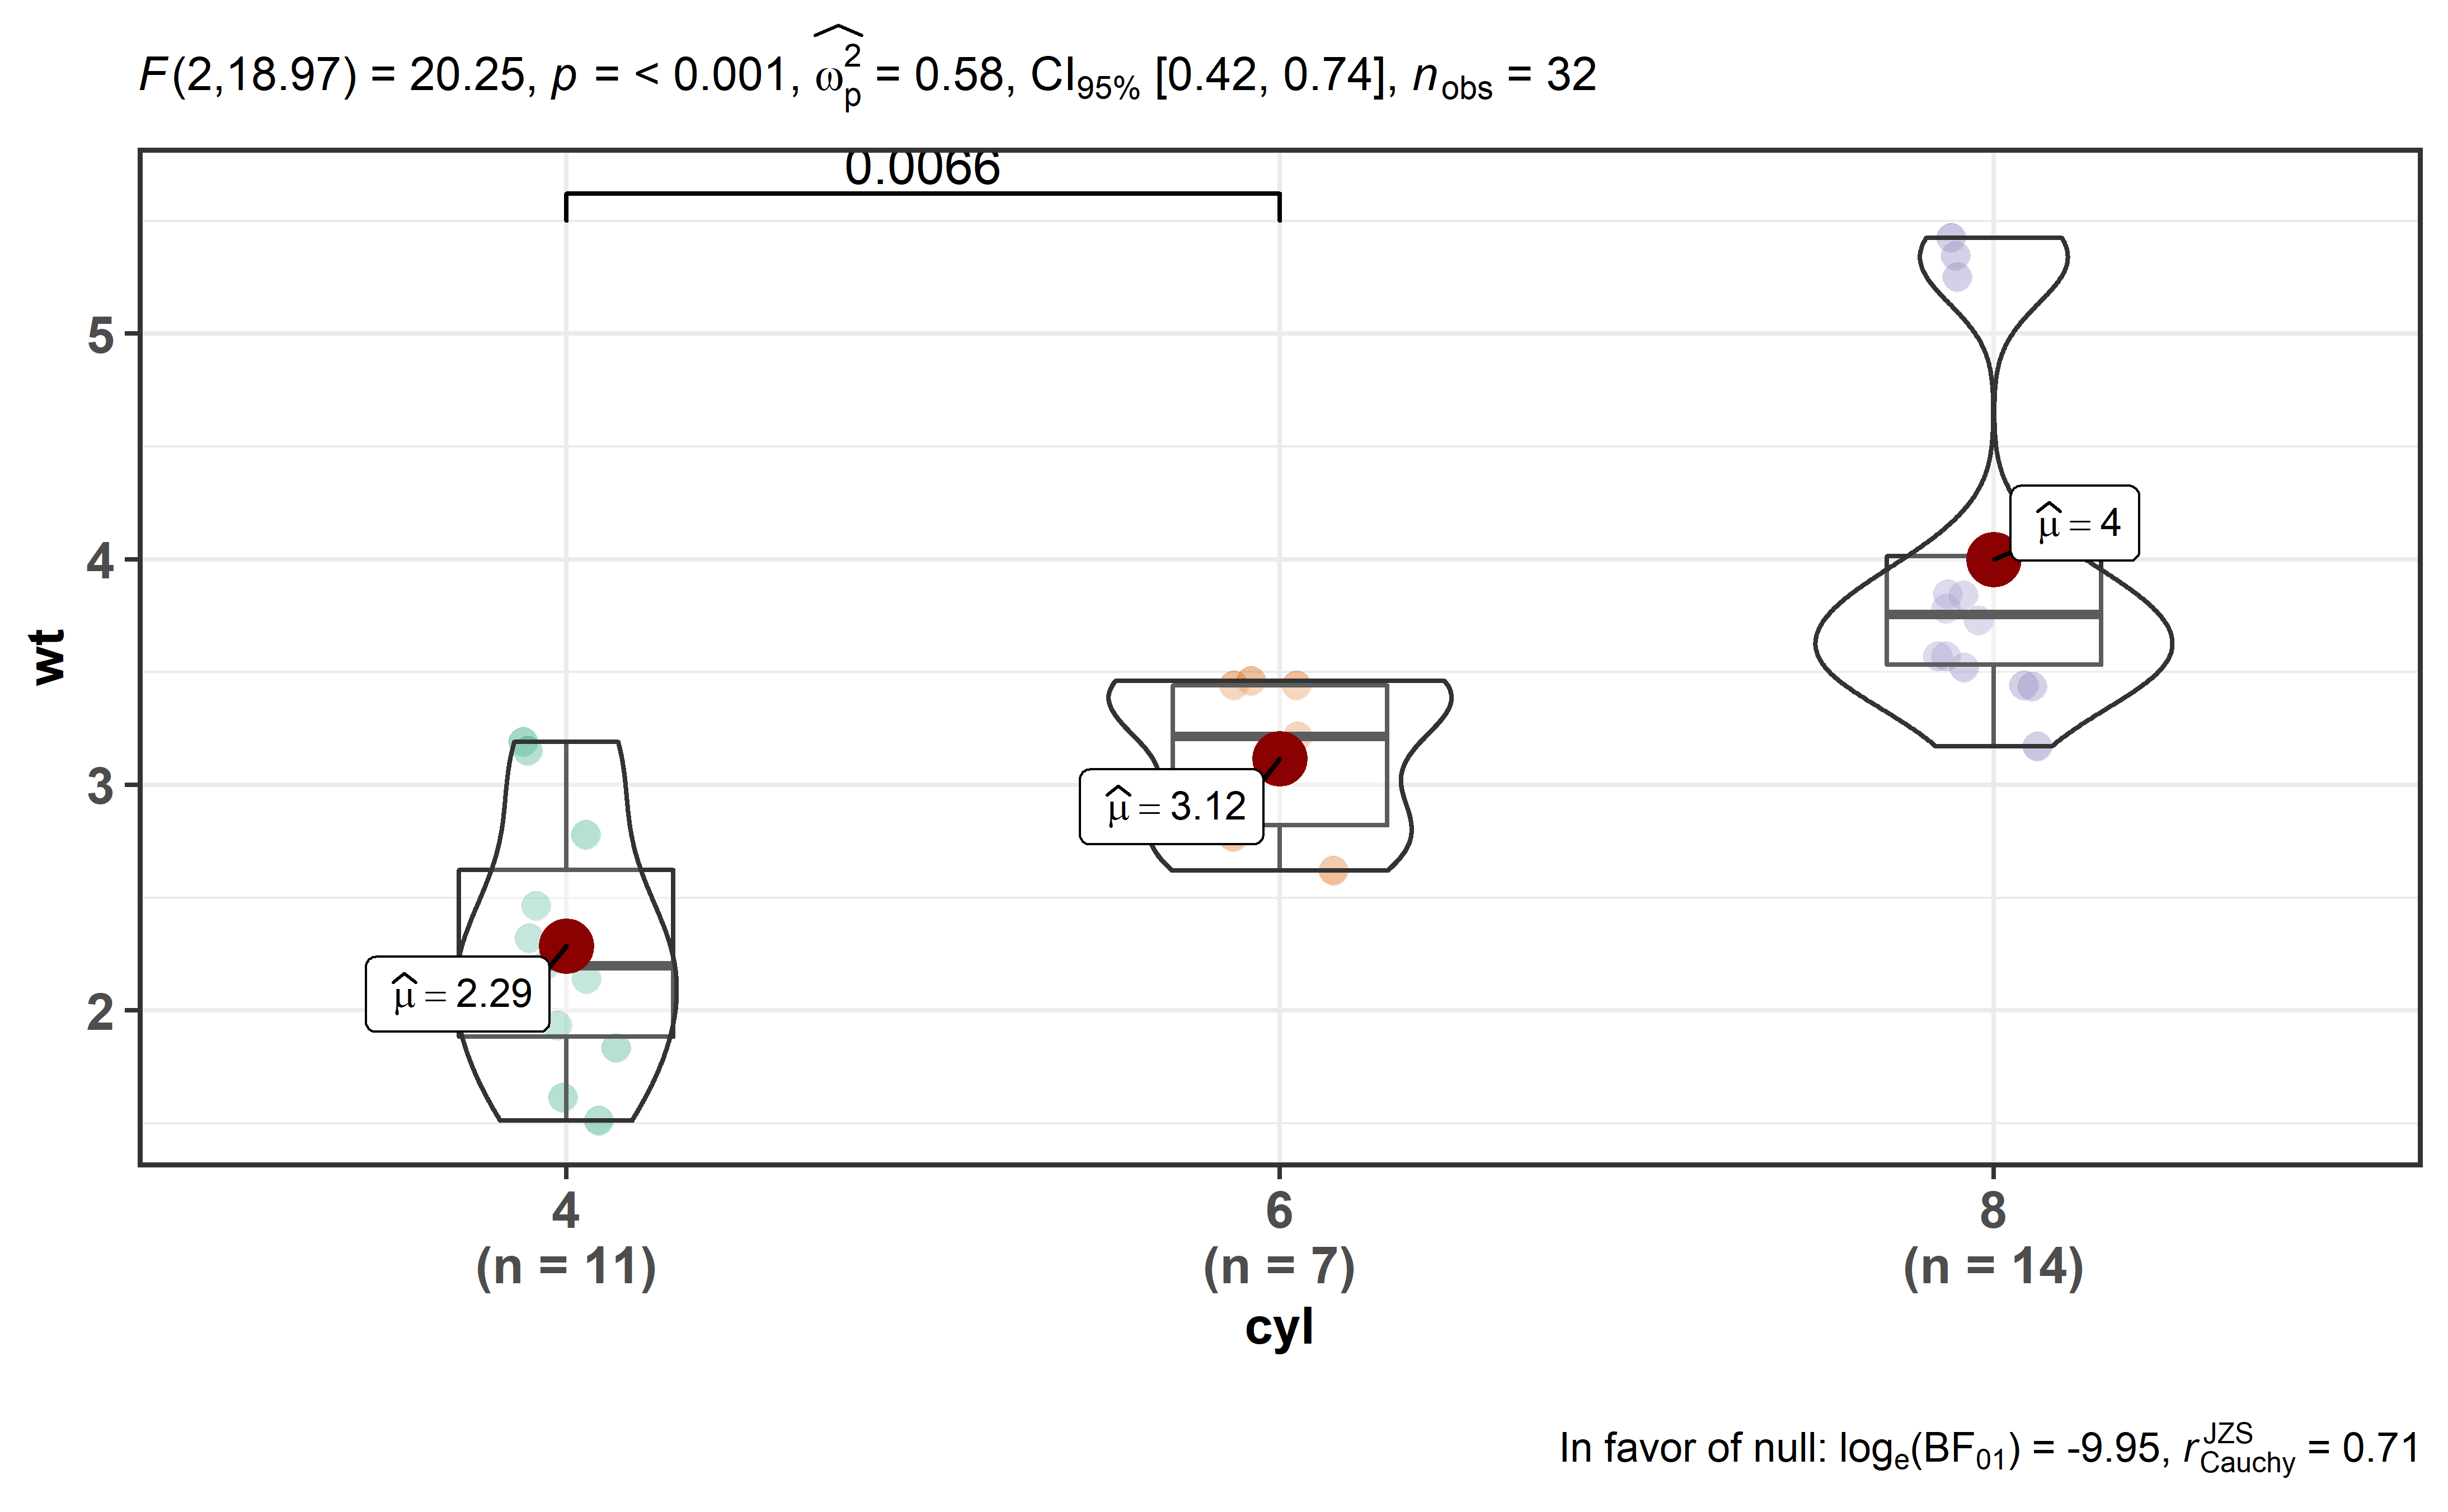 F(2,18.97) = 20.25, p = < 0.001, ω̂²ₚ = 0.58, CI₉₅% [0.42, 0.74], n_obs = 32
0.0066
5
4
3
2
wt
μ̂ = 2.29
μ̂ = 3.12
μ̂ = 4
4
(n = 11)
6
(n = 7)
8
(n = 14)
cyl
In favor of null: logₑ(BF₀₁) = -9.95, r^JZS_Cauchy = 0.71